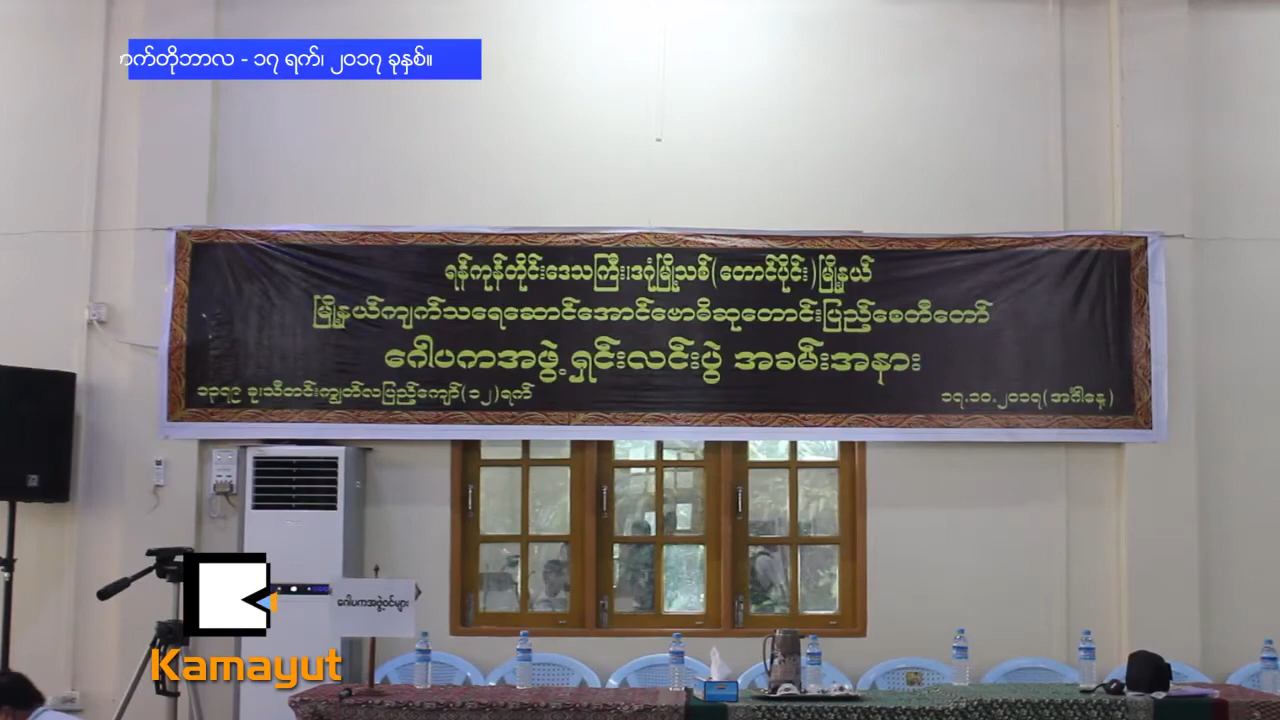 အောက်တိုဘာလ - ၁၇ ရက်၊ ၂၀၁၇ ခုနှစ်။
ရန်ကုန်တိုင်းဒေသကြီး၊ဒဂုံမြို့သစ်(တောင်ပိုင်း)မြို့နယ်
မြို့နယ်ကျက်သရေဆောင်အောင်ဗောဓိဆုတောင်းပြည့်စေတီတော်
ဂေါပကအဖွဲ့ရှင်းလင်းပွဲ အခမ်းအနား
၁၃၇၉ ခု၊သီတင်းကျွတ်လပြည့်ကျော်(၁၂)ရက်
၁၇.၁၀.၂၀၁၇(အင်္ဂါနေ့)
ဂေါပကအဖွဲ့ဝင်များ
Kamayut